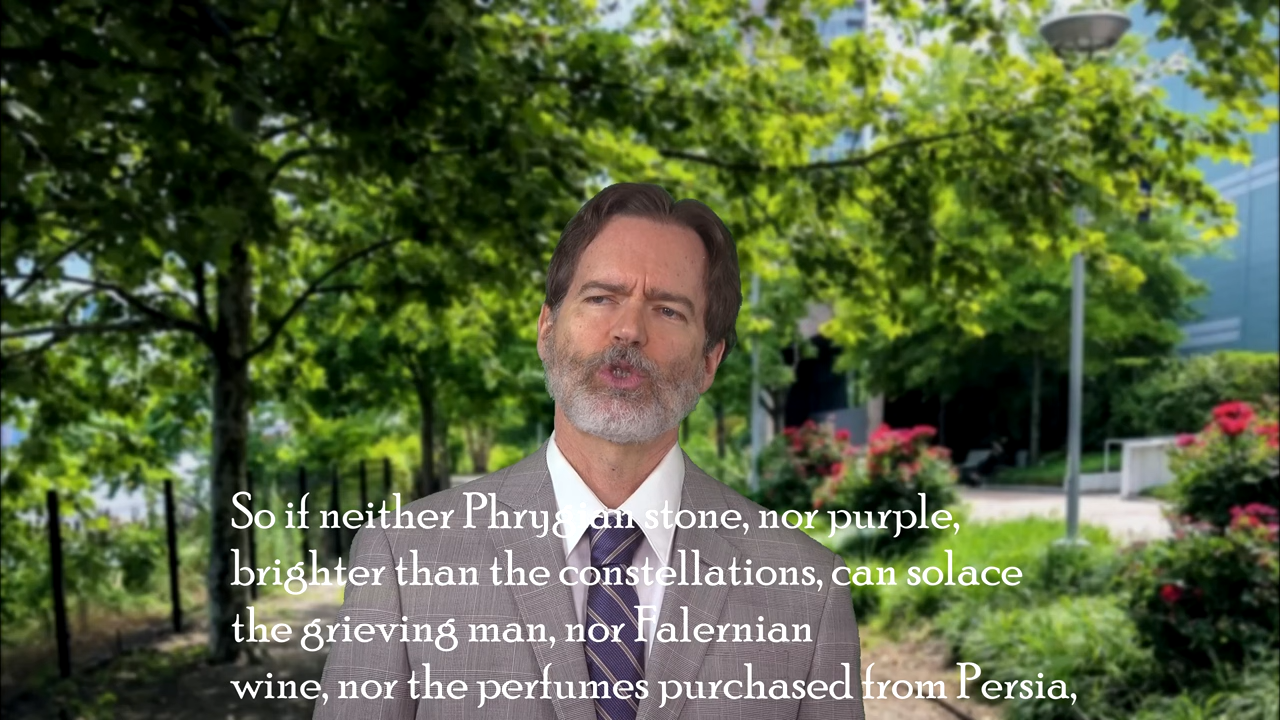 So if neither Phrygian stone, nor purple,
brighter than the constellations, can solace
the grieving man, nor Falernian
wine, nor the perfumes purchased from Persia,